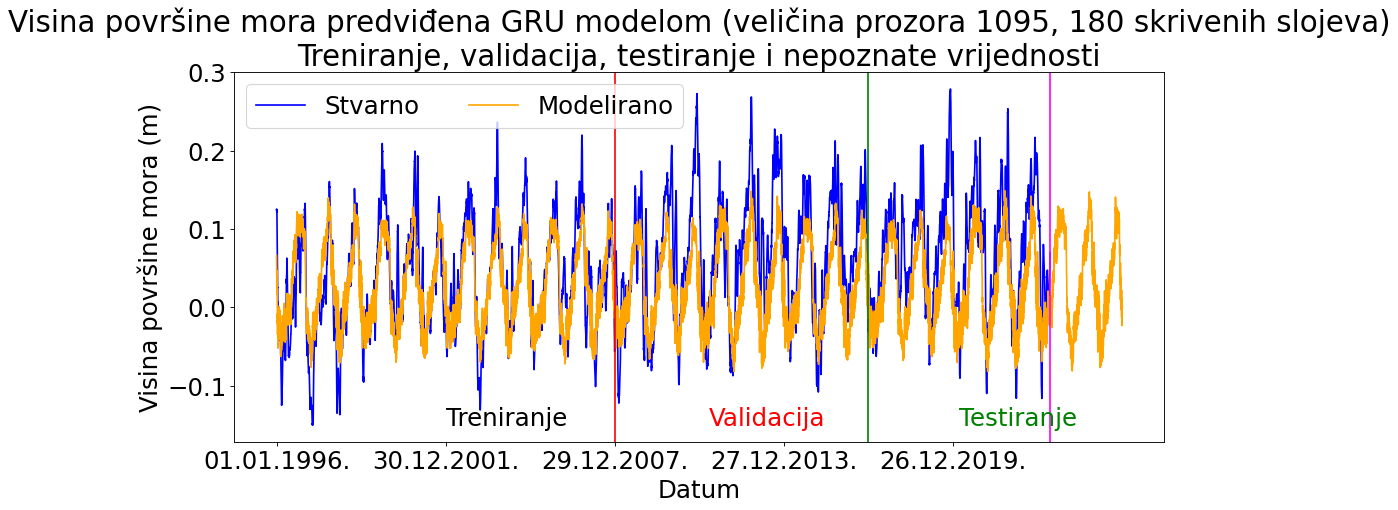 Visina površine mora predviđena GRU modelom (veličina prozora 1095, 180 skrivenih slojeva)
Treniranje, validacija, testiranje i nepoznate vrijednosti
Stvarno Modelirano
Visina površine mora (m)
0.3
0.2
0.1
0.0
−0.1
Treniranje Validacija Testiranje
01.01.1996. 30.12.2001. 29.12.2007. 27.12.2013. 26.12.2019.
Datum